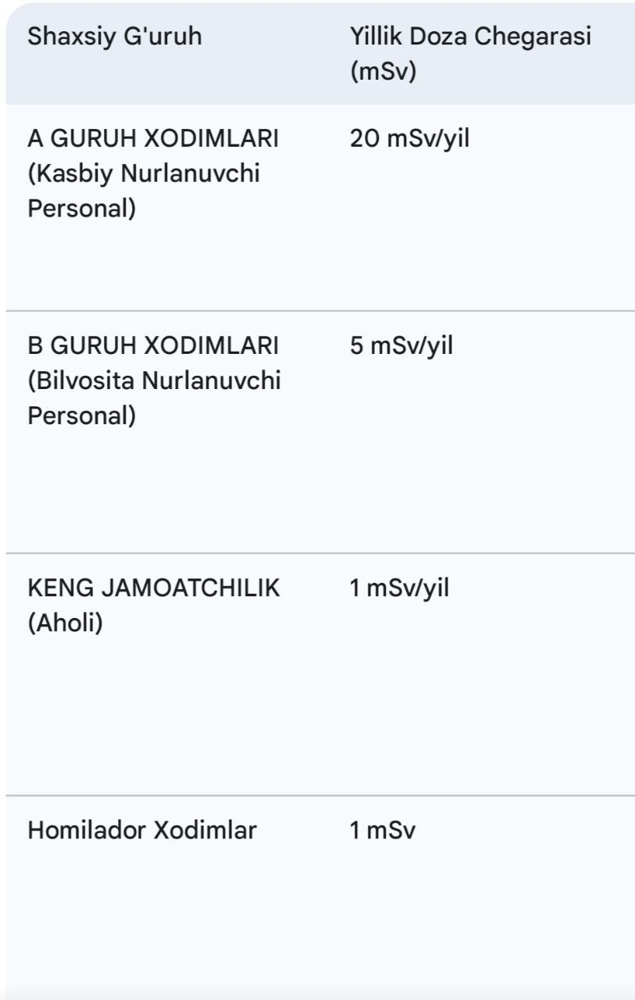 Shaxsiy G'uruh
Yillik Doza Chegarasi
(mSv)
A GURUH XODIMLARI
(Kasbiy Nurlanuvchi
Personal)
20 mSv/yil
B GURUH XODIMLARI
(Bilvosita Nurlanuvchi
Personal)
5 mSv/yil
KENG JAMOATCHILIK
(Aholi)
1 mSv/yil
Homilador Xodimlar
1 mSv